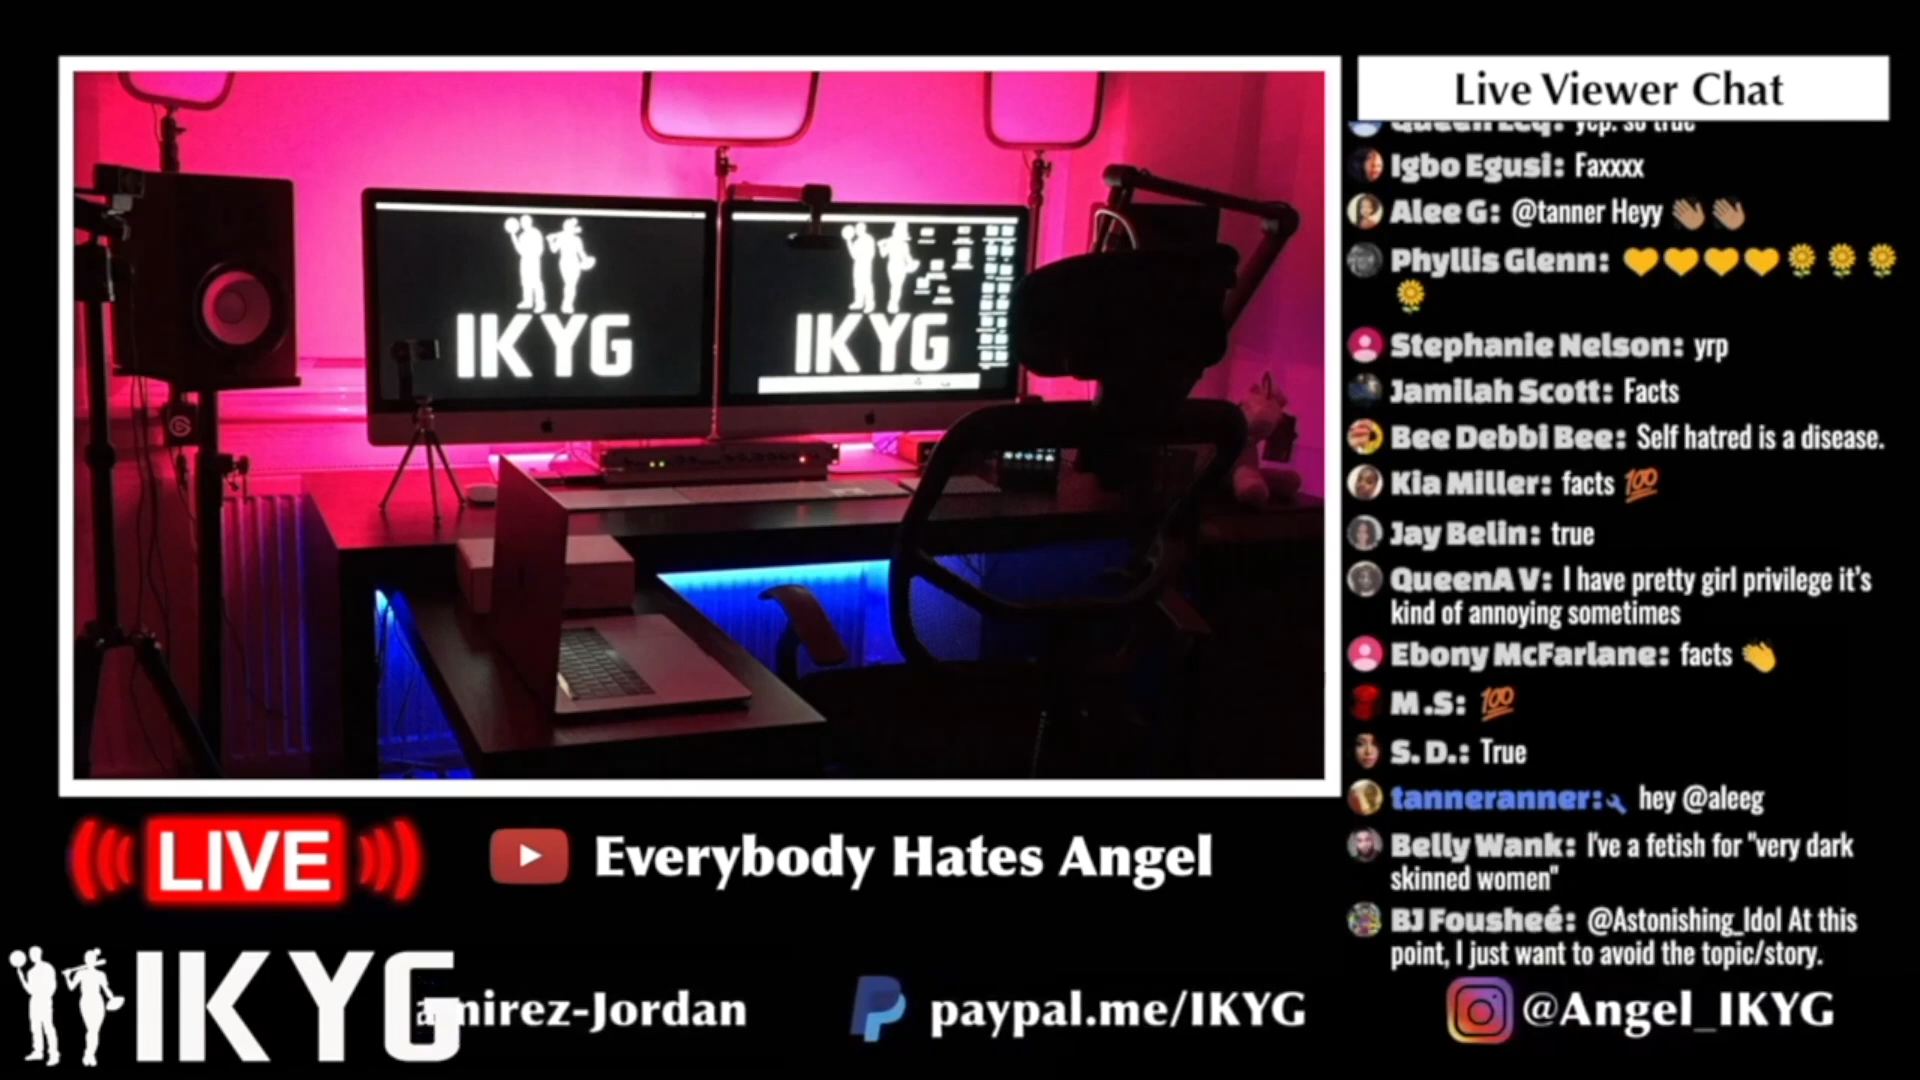 Live Viewer Chat
yep. so true
Igbo Egusi: Faxxxx
Alee G: @tanner Heyy 👋🏽👋🏽
Phyllis Glenn: 💛💛💛💛🌻🌻🌻
🌻
Stephanie Nelson: yrp
Jamilah Scott: Facts
Bee Debbi Bee: Self hatred is a disease.
Kia Miller: facts 💯
Jay Belin: true
QueenA V: I have pretty girl privilege it's
kind of annoying sometimes
Ebony McFarlane: facts 👏
M.S: 💯
S. D.: True
tanneranner: hey @aleeg
Belly Wank: I've a fetish for "very dark
skinned women"
BJ Fousheé: @Astonishing_Idol At this
point, I just want to avoid the topic/story.
IKYG
IKYG
LIVE
Everybody Hates Angel
IKYG
amirez-Jordan
paypal.me/IKYG
@Angel_IKYG